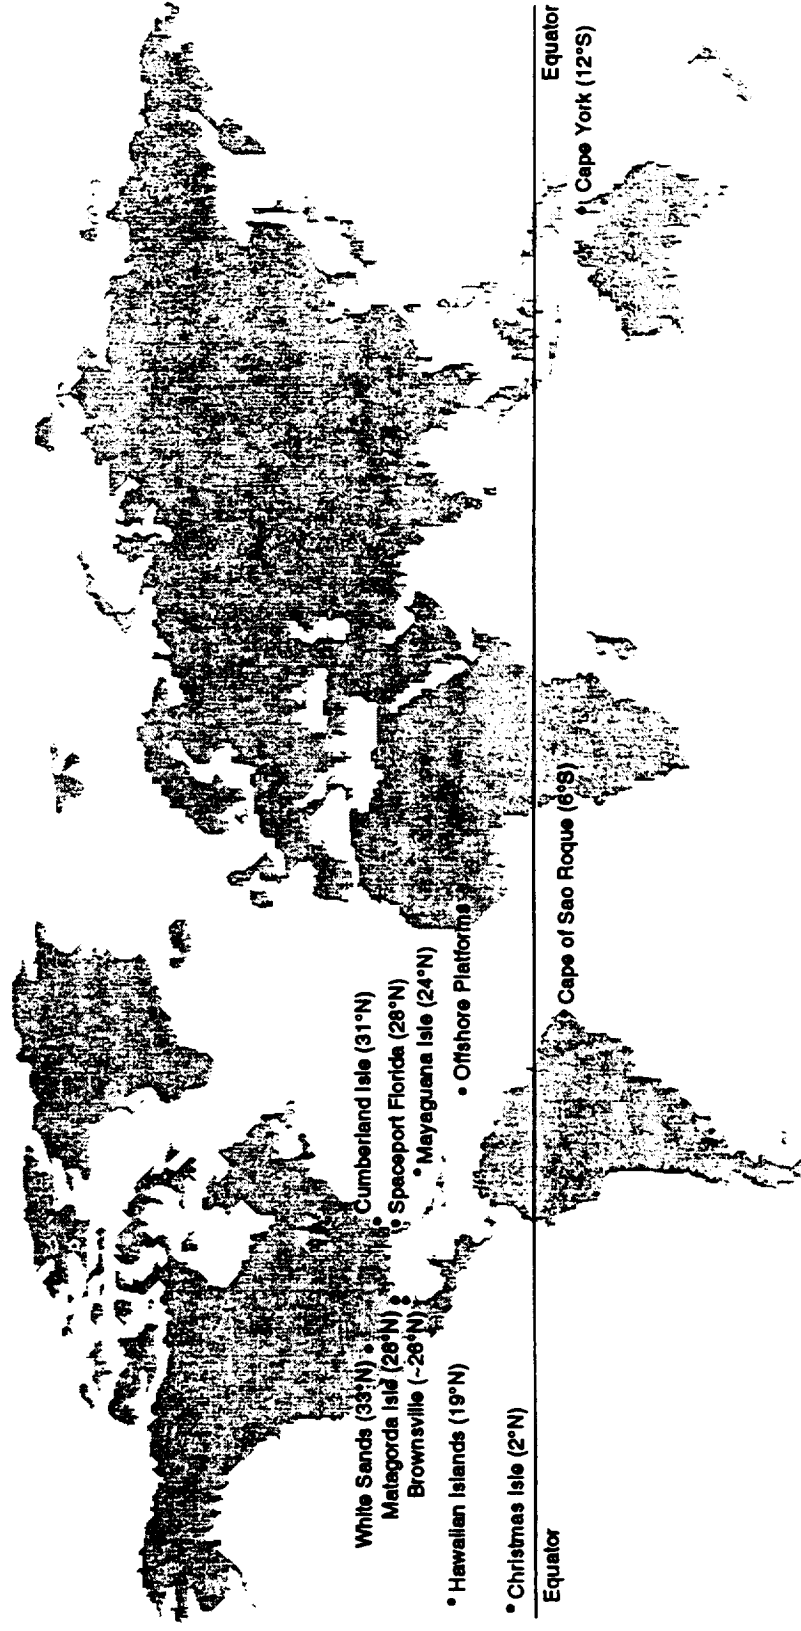 White Sands (33°N)
Matagorda Isle (28°N)
Brownsville (~26°N)
Cumberland Isle (31°N)
Spaceport Florida (28°N)
Mayaguana Isle (24°N)
Offshore Platforms
Hawaiian Islands (19°N)
Christmas Isle (2°N)
Equator
Equator
Cape of Sao Roque (6°S)
Cape York (12°S)